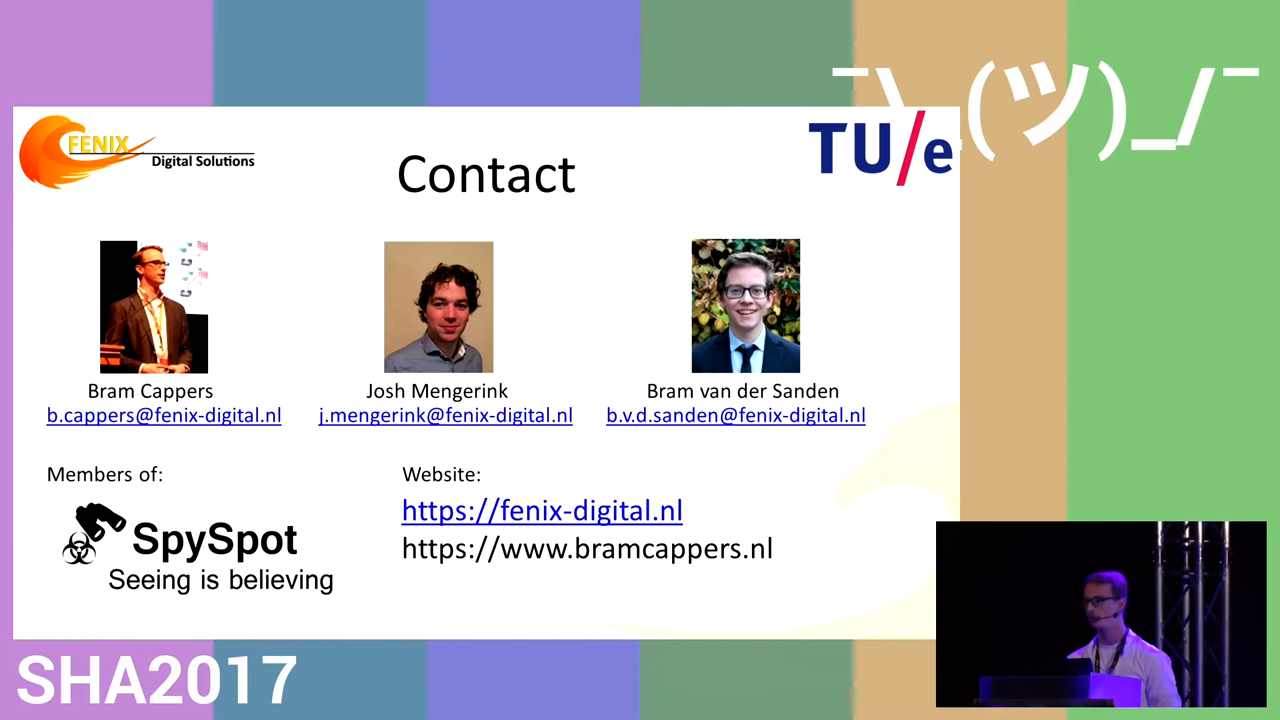 ¯\_(ツ)_/¯
FENIX
Digital Solutions
TU/e
Contact
Bram Cappers
b.cappers@fenix-digital.nl
Josh Mengerink
j.mengerink@fenix-digital.nl
Bram van der Sanden
b.v.d.sanden@fenix-digital.nl
Members of:
SpySpot
Seeing is believing
Website:
https://fenix-digital.nl
https://www.bramcappers.nl
SHA2017